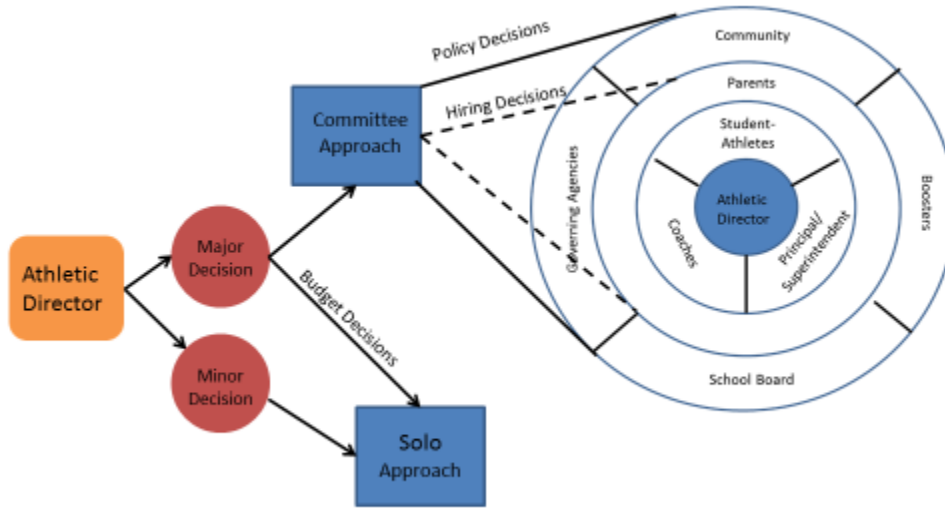 Athletic
Director
Major
Decision
Minor
Decision
Budget Decisions
Committee
Approach
Solo
Approach
Policy Decisions
Hiring Decisions
Community
Parents
Student-
Athletes
Athletic
Director
Coaches
Principal/
Superintendent
Governing Agencies
Boosters
School Board